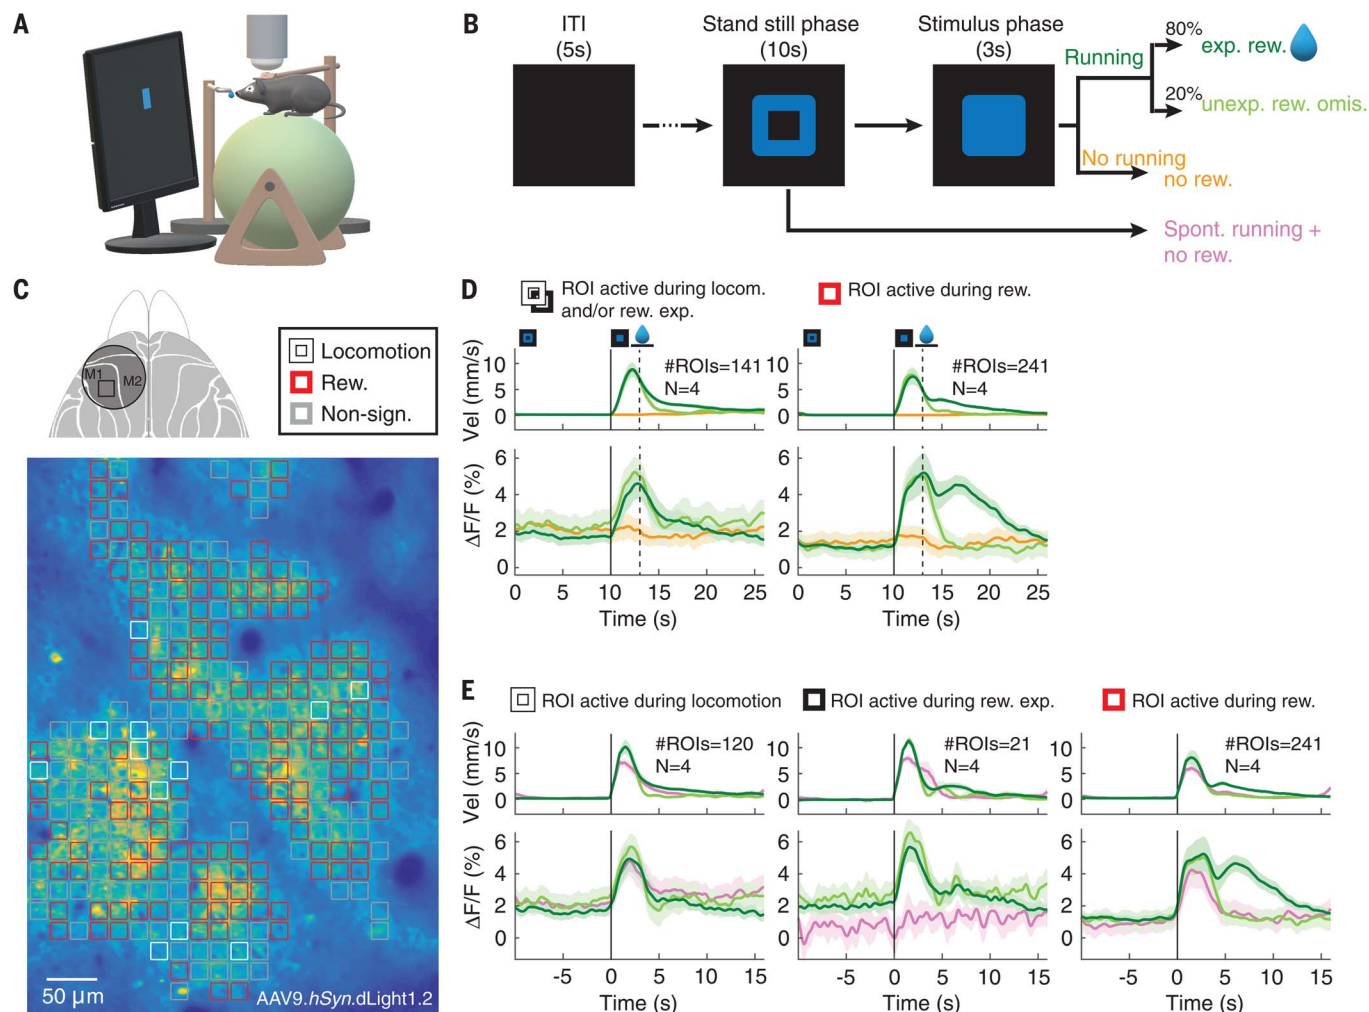 A
B
ITI
(5s)
Stand still phase
(10s)
Stimulus phase
(3s)
Running
80%
exp. rew.
20%
unexp. rew. omis.
No running
no rew.
Spont. running +
no rew.
C
M1
M2
Locomotion
Rew.
Non-sign.
50 µm
AAV9.hSyn.dLight1.2
D
ROI active during locom.
and/or rew. exp.
ROI active during rew.
Vel (mm/s)
10
5
0
#ROIs=141
N=4
10
5
0
#ROIs=241
N=4
ΔF/F (%)
6
4
2
0
0 5 10 15 20 25
Time (s)
6
4
2
0
0 5 10 15 20 25
Time (s)
E
ROI active during locomotion
ROI active during rew. exp.
ROI active during rew.
Vel (mm/s)
10
5
0
#ROIs=120
N=4
10
5
0
#ROIs=21
N=4
10
5
0
#ROIs=241
N=4
ΔF/F (%)
6
4
2
0
-5 0 5 10 15
Time (s)
6
4
2
0
-5 0 5 10 15
Time (s)
6
4
2
0
-5 0 5 10 15
Time (s)